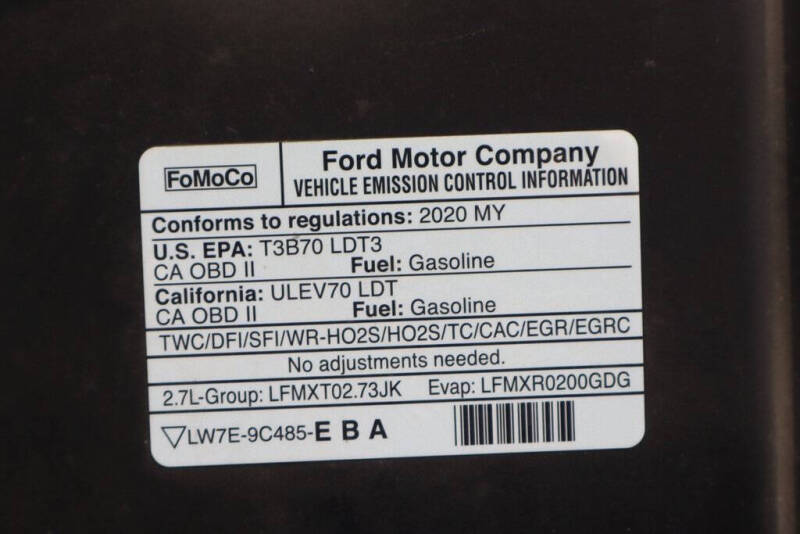 FoMoCo
Ford Motor Company
VEHICLE EMISSION CONTROL INFORMATION
Conforms to regulations: 2020 MY
U.S. EPA: T3B70 LDT3
CA OBD II Fuel: Gasoline
California: ULEV70 LDT
CA OBD II Fuel: Gasoline
TWC/DFI/SFI/WR-HO2S/HO2S/TC/CAC/EGR/EGRC
No adjustments needed.
2.7L-Group: LFMXT02.73JK Evap: LFMXR0200GDG
▽LW7E-9C485-E B A